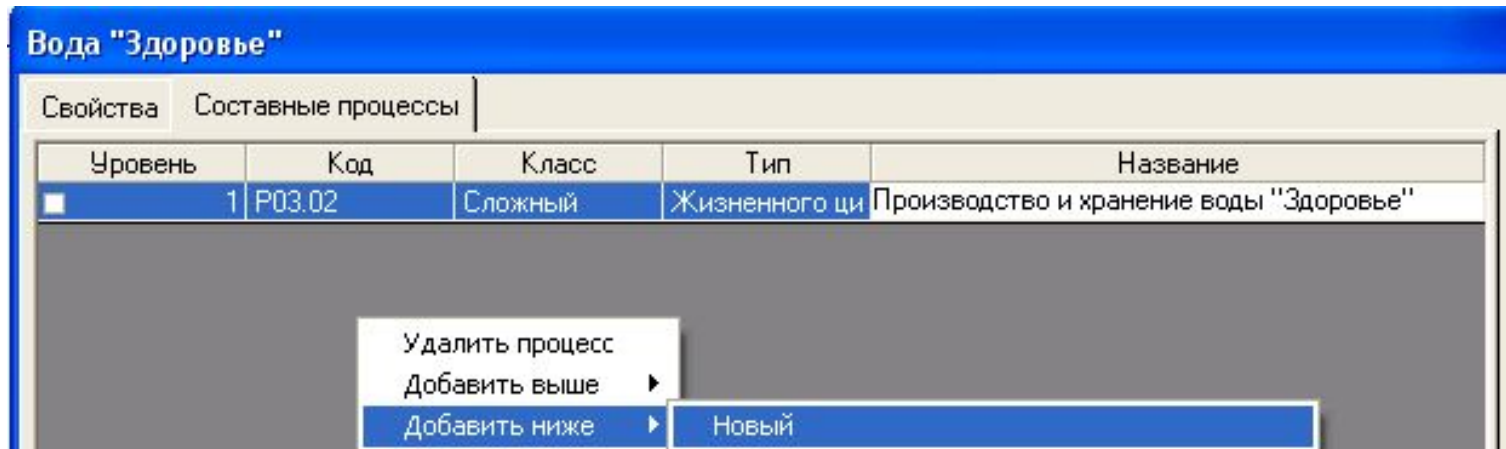 Вода "Здоровье"
Свойства Составные процессы
Уровень Код Класс Тип Название
1 Р03.02 Сложный Жизненного ци Производство и хранение воды "Здоровье"
Удалить процесс
Добавить выше
Добавить ниже Новый